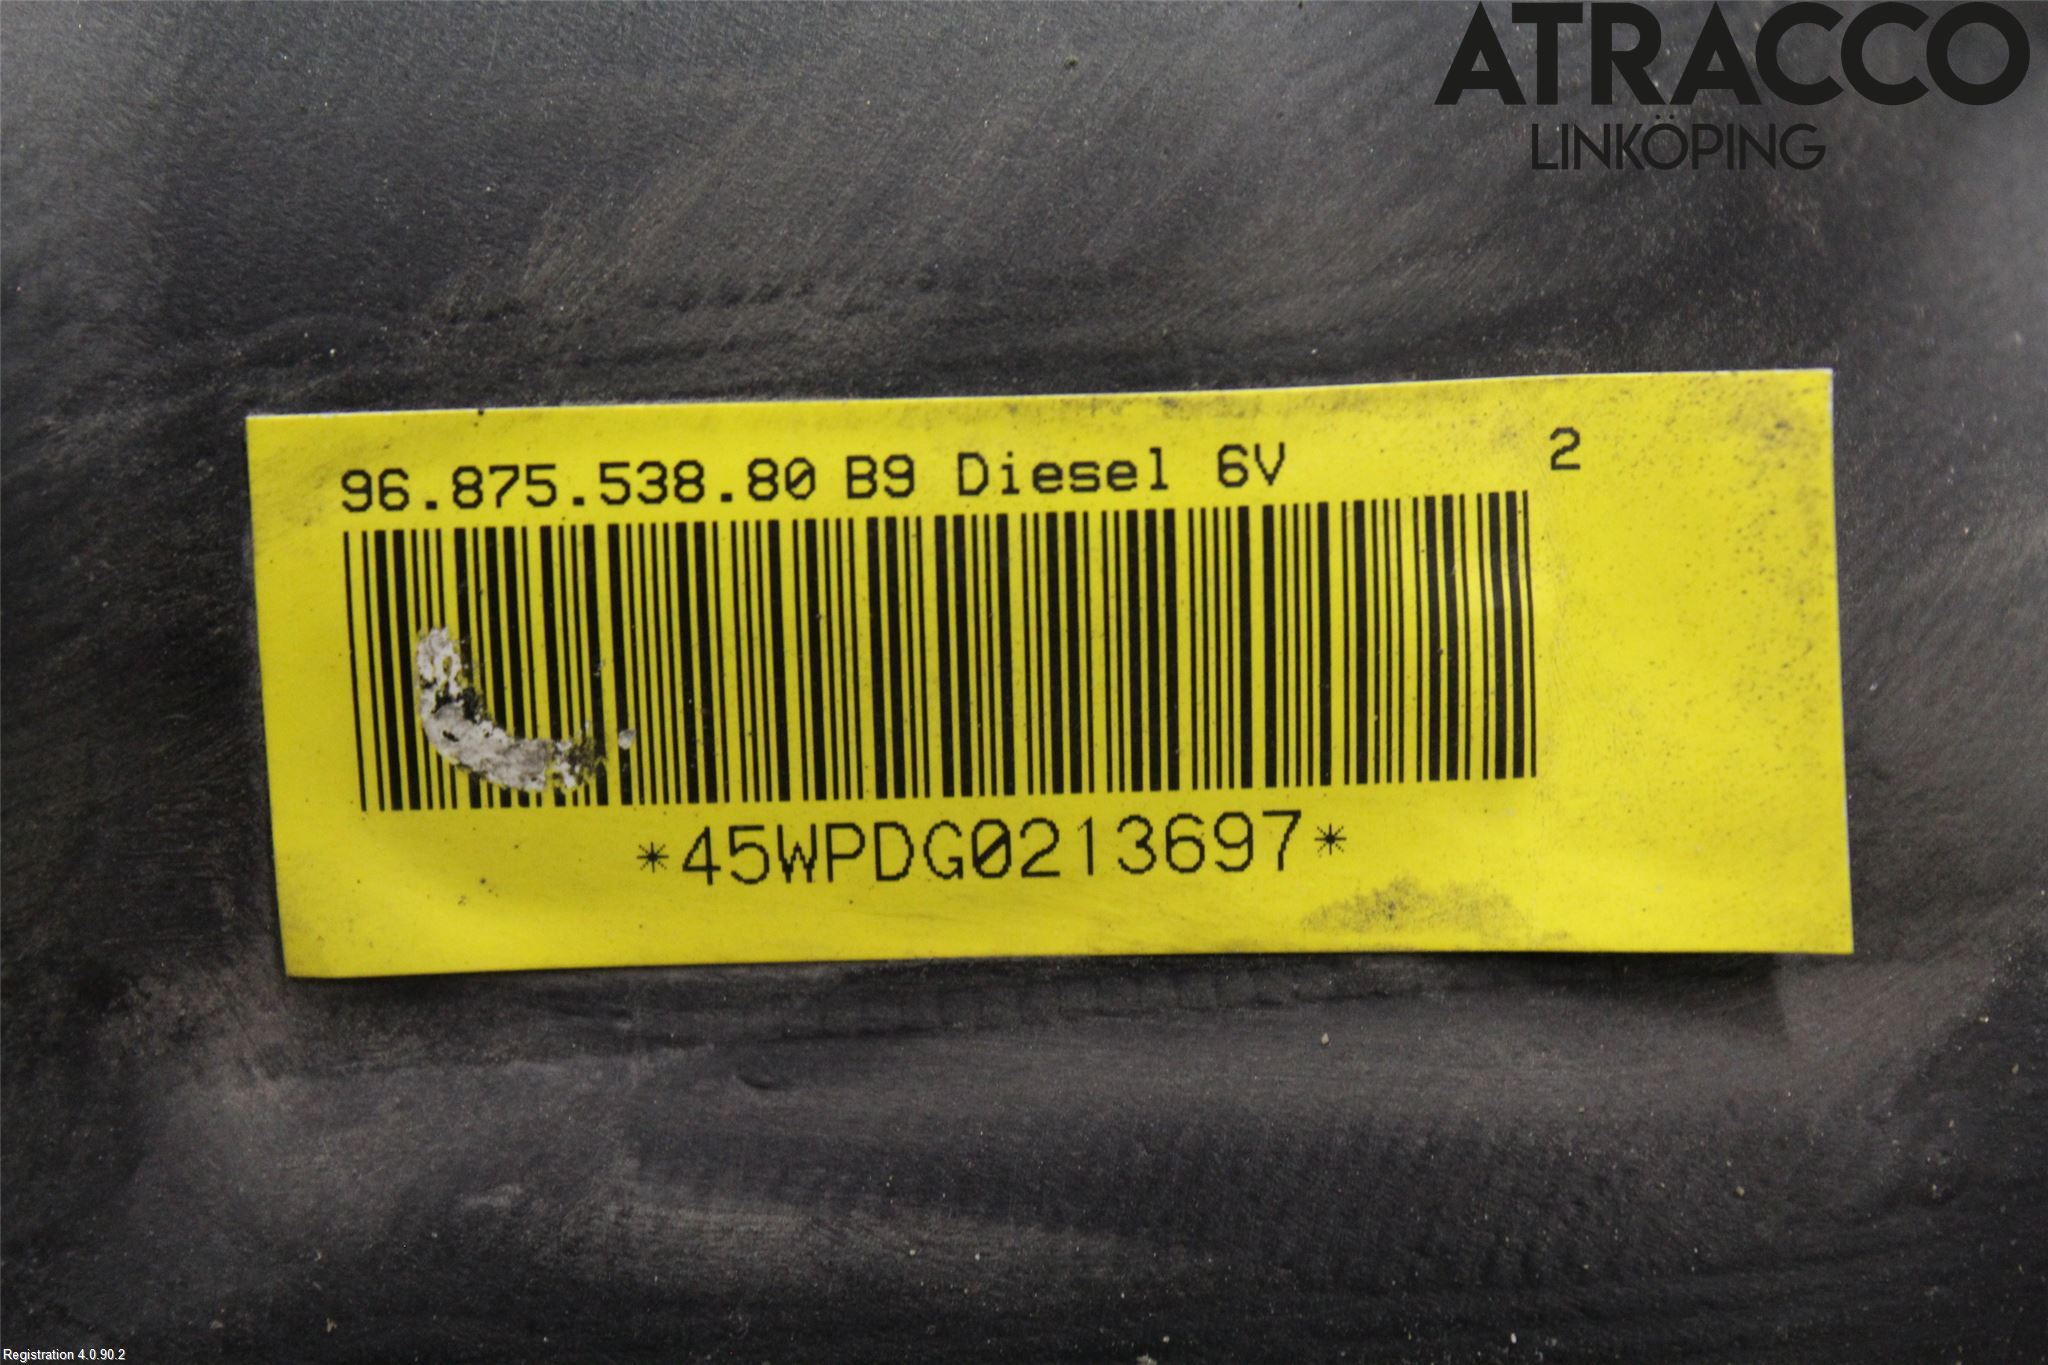 ATRACCO
LINKÖPING
96.875.538.80 B9 Diesel 6V 2
*45WPDG0213697*
Registration 4.0.90.2